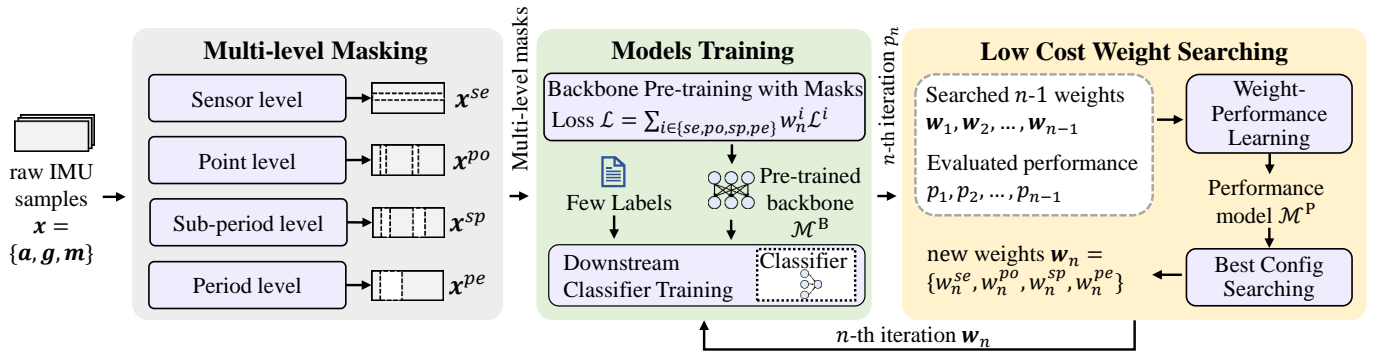 raw IMU
samples
𝒙 =
{𝒂, 𝒈, 𝒎}
Multi-level Masking
Sensor level
𝒙^{se}
Point level
𝒙^{po}
Sub-period level
𝒙^{sp}
Period level
𝒙^{pe}
Multi-level masks
Models Training
Backbone Pre-training with Masks
Loss ℒ = ∑_{i∈{se,po,sp,pe}} w_n^i ℒ^i
Few Labels
Pre-trained
backbone
ℳ^B
Downstream
Classifier Training
Classifier
n-th iteration p_n
Low Cost Weight Searching
Searched n-1 weights
𝒘_1, 𝒘_2, …, 𝒘_{n−1}
Evaluated performance
p_1, p_2, …, p_{n−1}
Weight-
Performance
Learning
Performance
model ℳ^P
Best Config
Searching
new weights 𝒘_n =
{w_n^{se}, w_n^{po}, w_n^{sp}, w_n^{pe}}
n-th iteration 𝒘_n